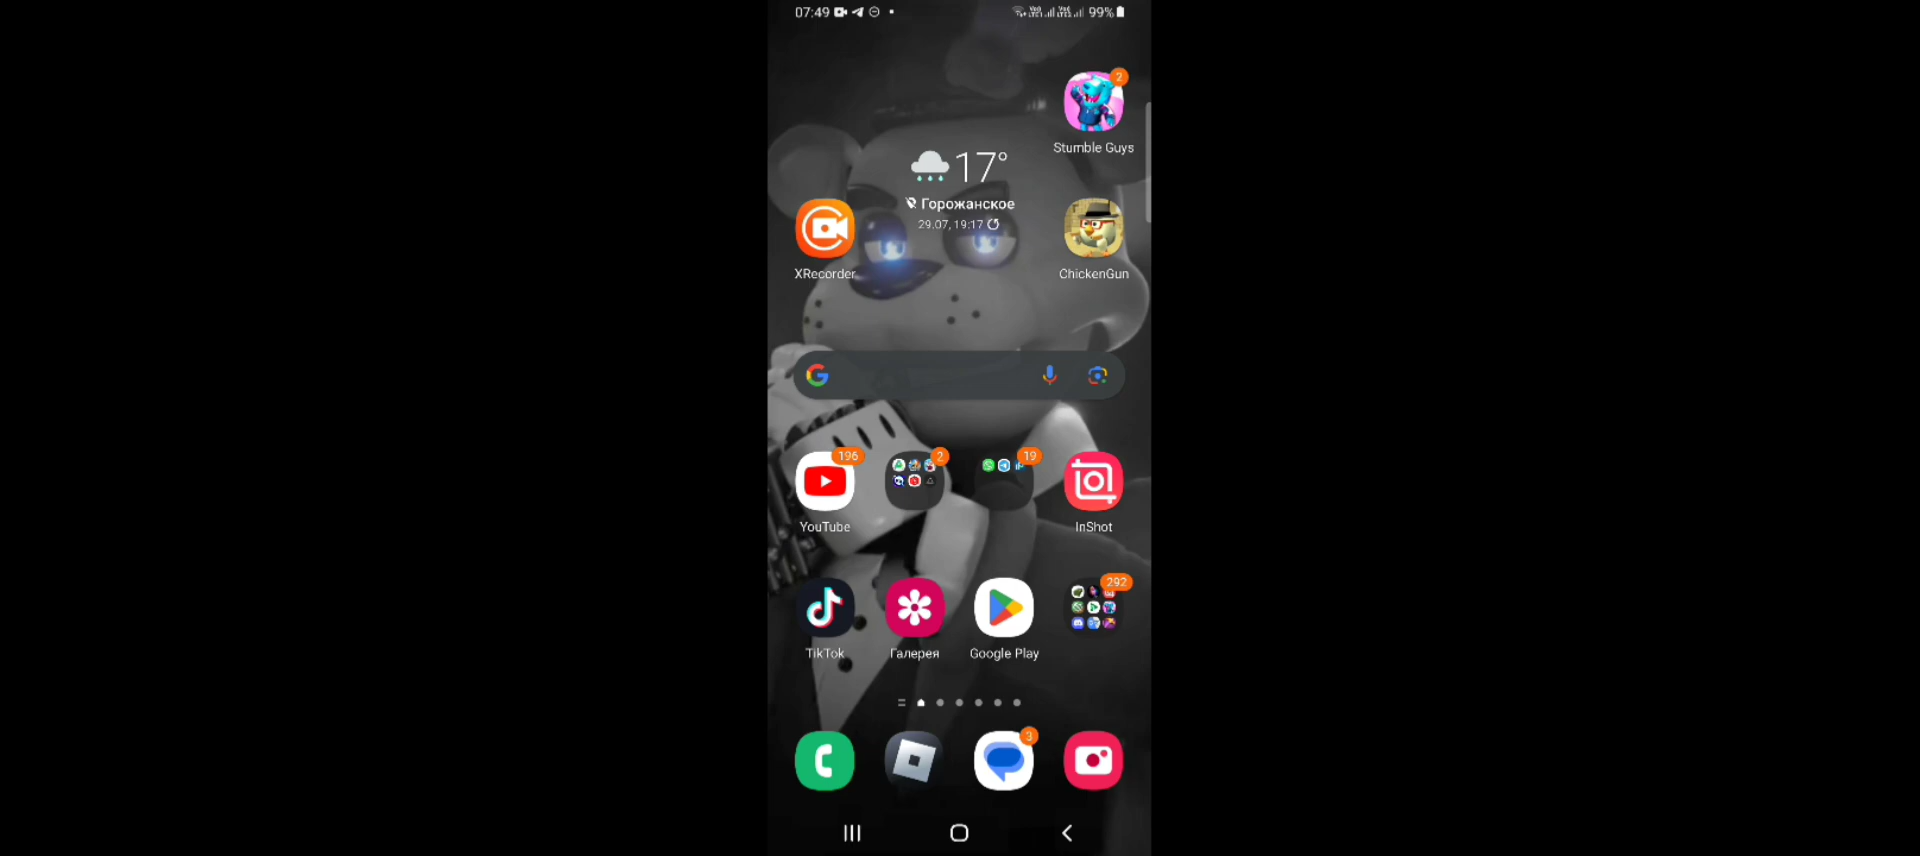 07:49
99%
2
Stumble Guys
17°
Горожанское
29.07, 19:17
XRecorder
ChickenGun
196
2
19
YouTube
InShot
292
TikTok
Галерея
Google Play
3